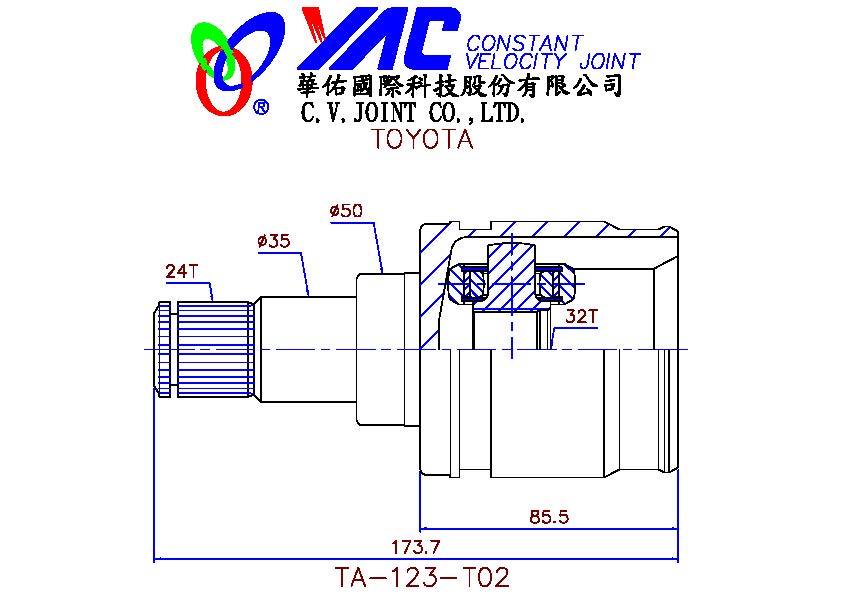 YAC CONSTANT
VELOCITY JOINT
®
華佑國際科技股份有限公司
C.V.JOINT CO.,LTD.
TOYOTA
ø50
ø35
24T
32T
85.5
173.7
TA-123-T02